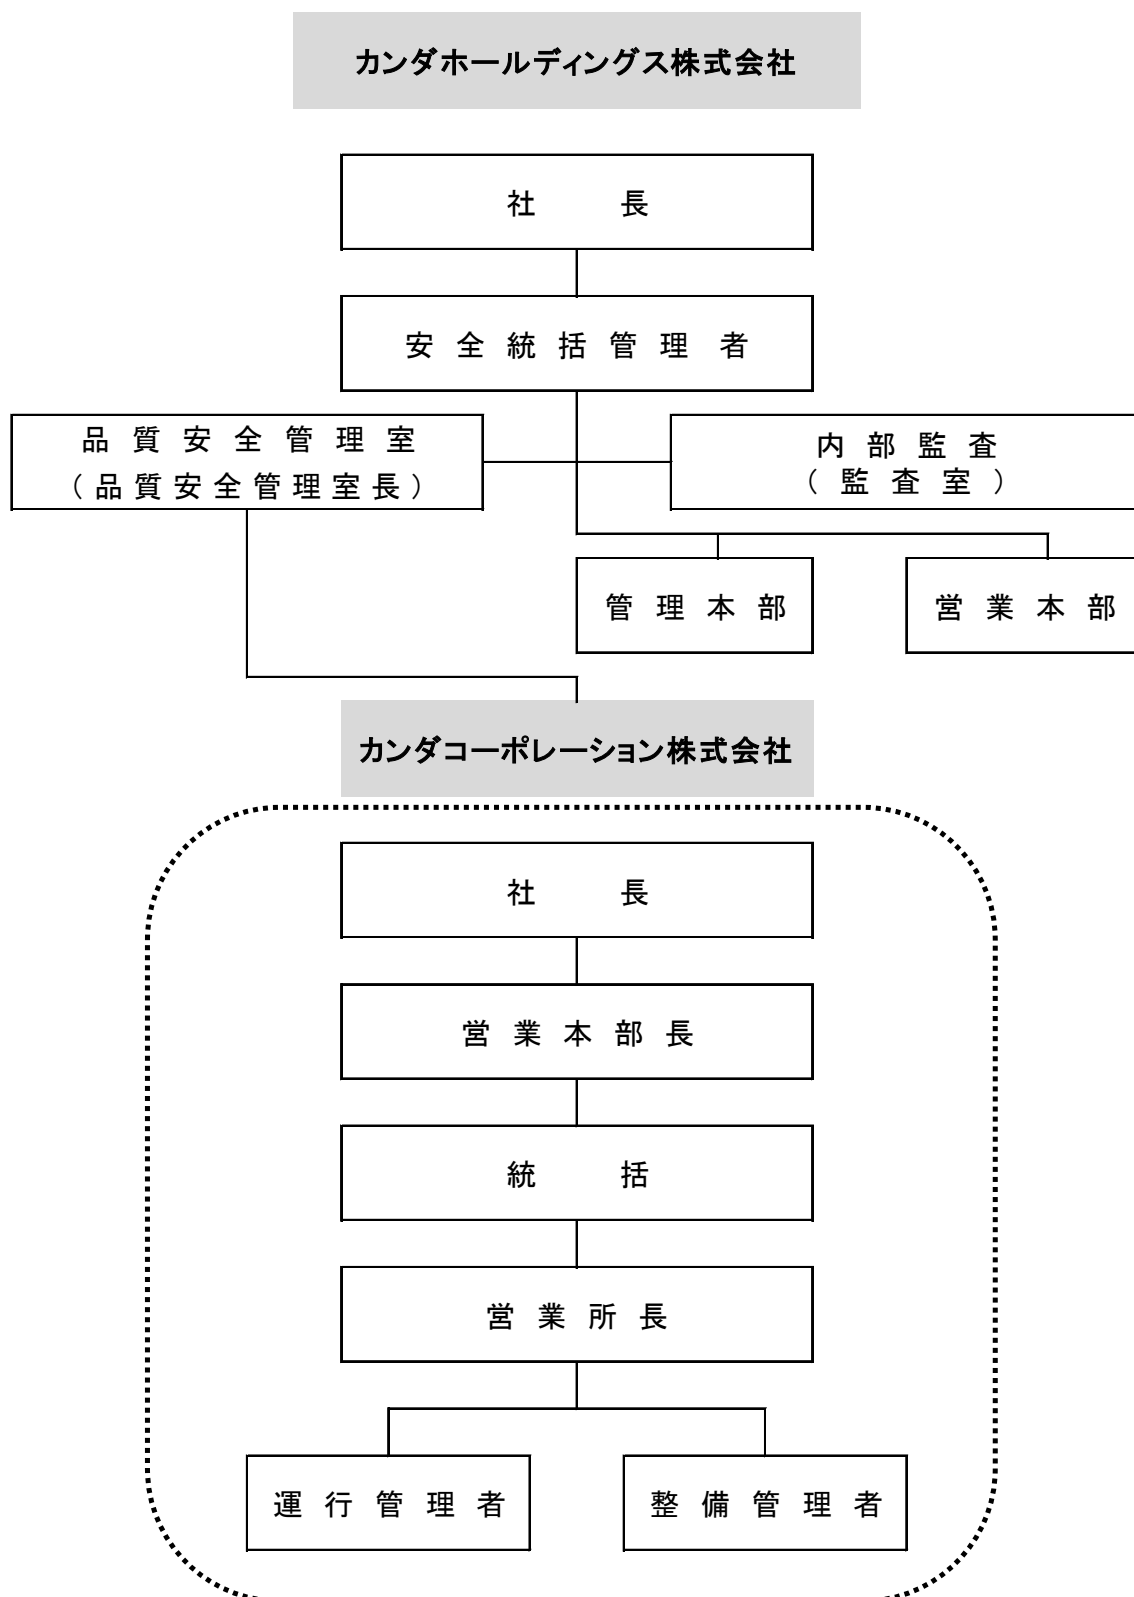 カンダホールディングス株式会社
社長
安全統括管理者
品質安全管理室
（品質安全管理室長）
内部監査
（監査室）
管理本部
営業本部
カンダコーポレーション株式会社
社長
営業本部長
統括
営業所長
運行管理者
整備管理者